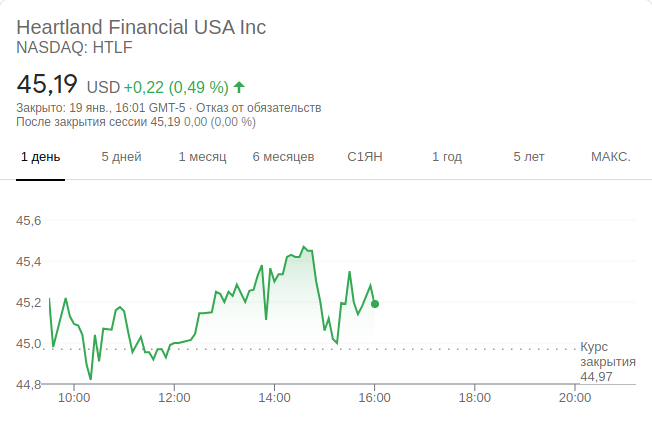 Heartland Financial USA Inc
NASDAQ: HTLF
45,19 USD +0,22 (0,49 %)
Закрыто: 19 янв., 16:01 GMT-5 · Отказ от обязательств
После закрытия сессии 45,19 0,00 (0,00 %)
1 день 5 дней 1 месяц 6 месяцев С1ЯН 1 год 5 лет МАКС.
45,6
45,4
45,2
45,0
Курс
закрытия
44,97
44,8
10:00 12:00 14:00 16:00 18:00 20:00